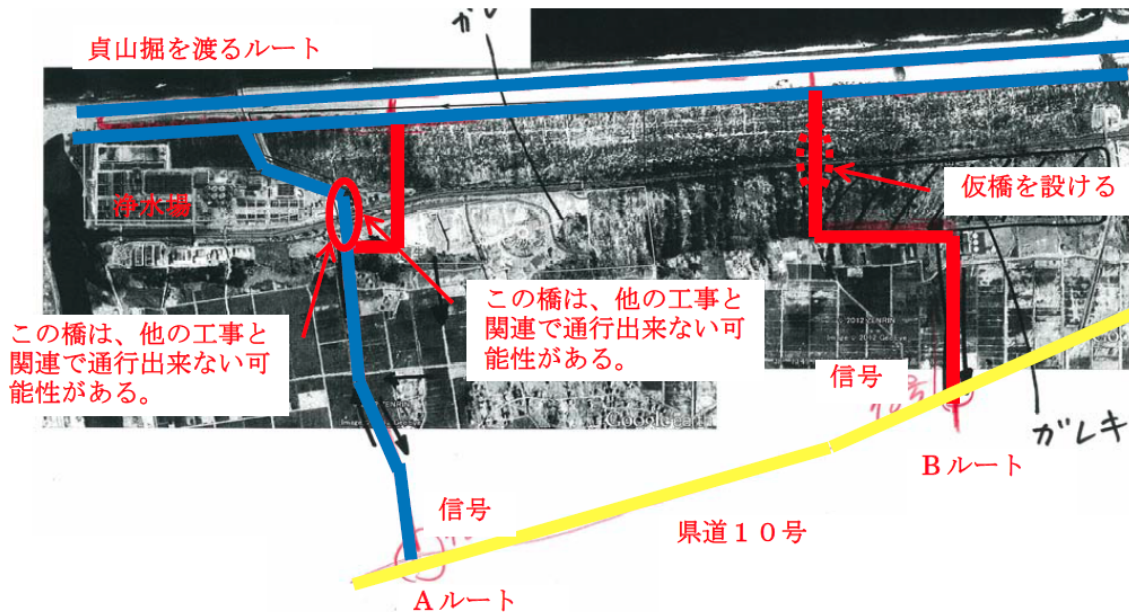 貞山掘を渡るルート
浄水場
仮橋を設ける
この橋は、他の工事と
関連で通行出来ない可
能性がある。
この橋は、他の工事と
関連で通行出来ない可
能性がある。
© 2012 ZENRIN
信号
ガレキ
Bルート
信号
県道10号
Aルート